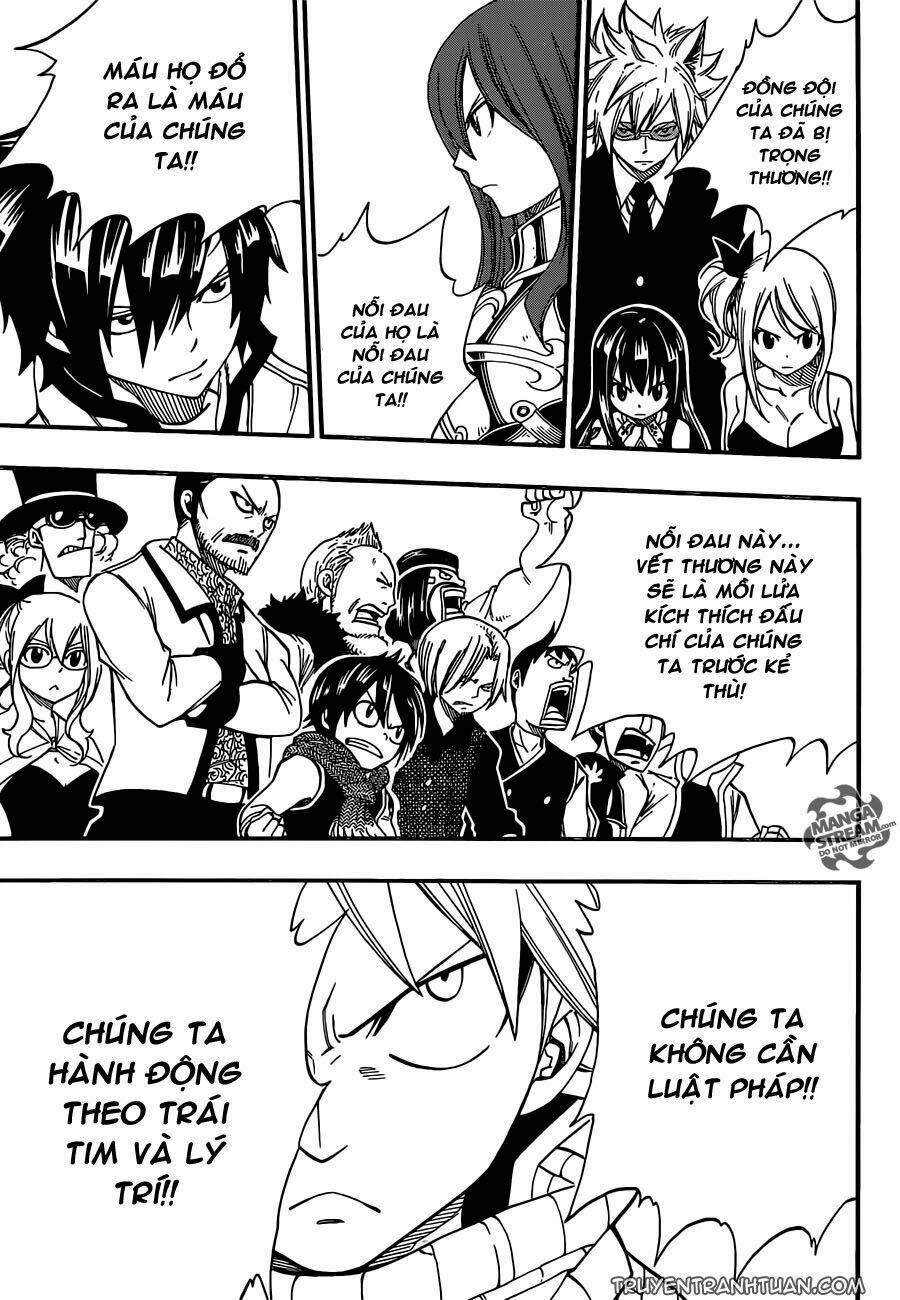 ĐỒNG ĐỘI
CỦA CHÚNG
TA ĐÃ BỊ
TRỌNG
THƯƠNG!!
NỖI ĐAU
CỦA HỌ LÀ
NỖI ĐAU
CỦA CHÚNG
TA!!
MÁU HỌ ĐỔ
RA LÀ MÁU
CỦA CHÚNG
TA!!
NỖI ĐAU NÀY...
VẾT THƯƠNG NÀY
SẼ LÀ MỒI LỬA
KÍCH THÍCH ĐẤU
CHÍ CỦA CHÚNG
TA TRƯỚC KẺ
THÙ!
MANGA
STREAM.com
DO NOT MIRROR
CHÚNG TA
KHÔNG CẦN
LUẬT PHÁP!!
CHÚNG TA
HÀNH ĐỘNG
THEO TRÁI
TIM VÀ LÝ
TRÍ!!
TRUYENTRANHTUAN.COM